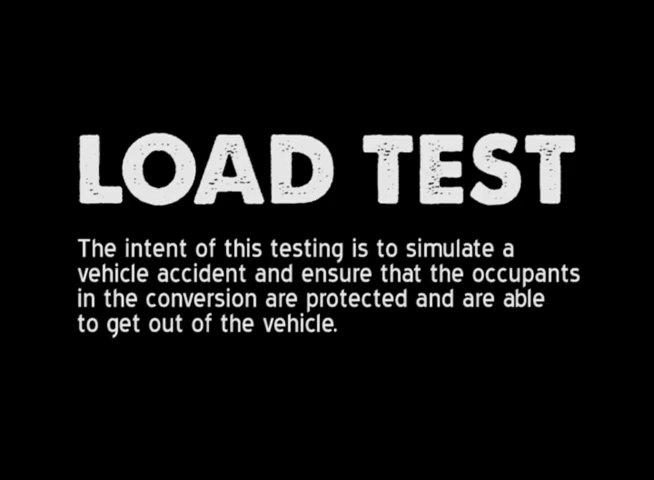 LOAD TEST
The intent of this testing is to simulate a
vehicle accident and ensure that the occupants
in the conversion are protected and are able
to get out of the vehicle.